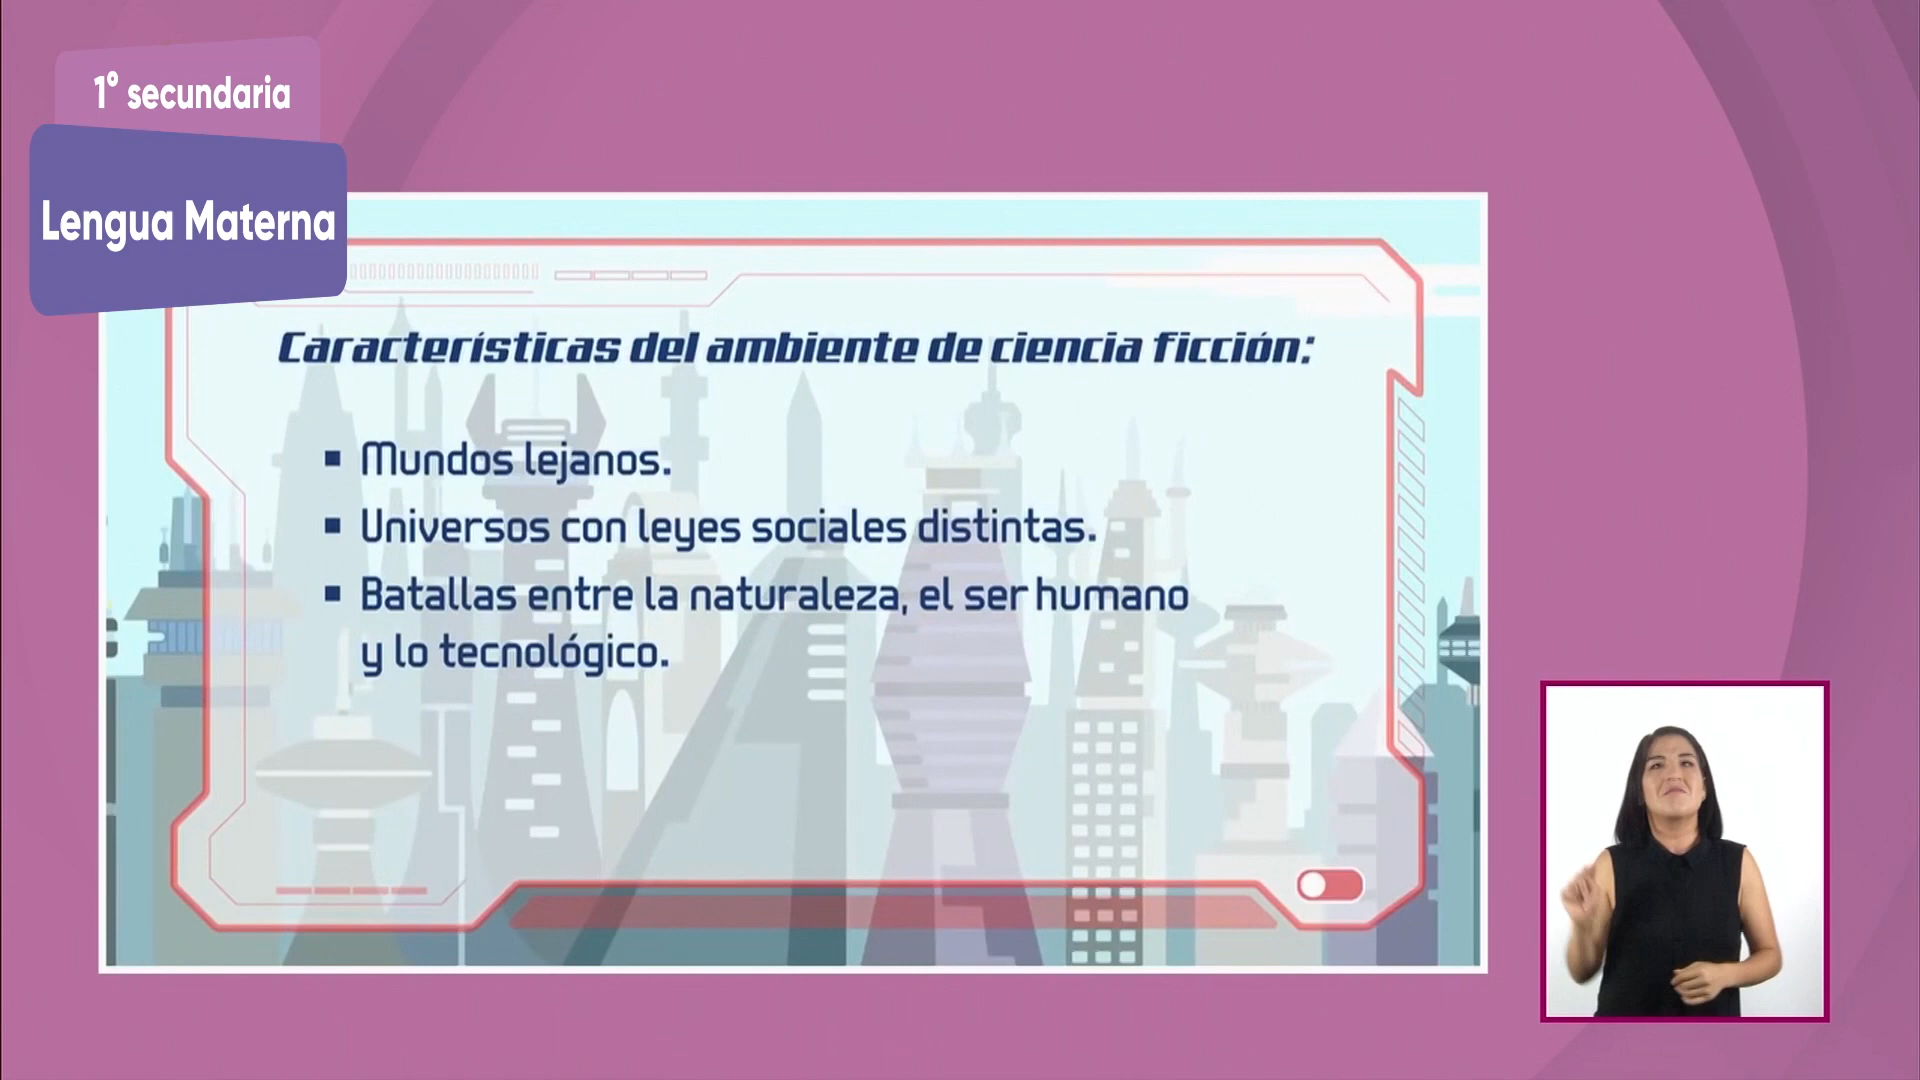 1° secundaria
Lengua Materna
Características del ambiente de ciencia ficción:
▪ Mundos lejanos.
▪ Universos con leyes sociales distintas.
▪ Batallas entre la naturaleza, el ser humano
y lo tecnológico.